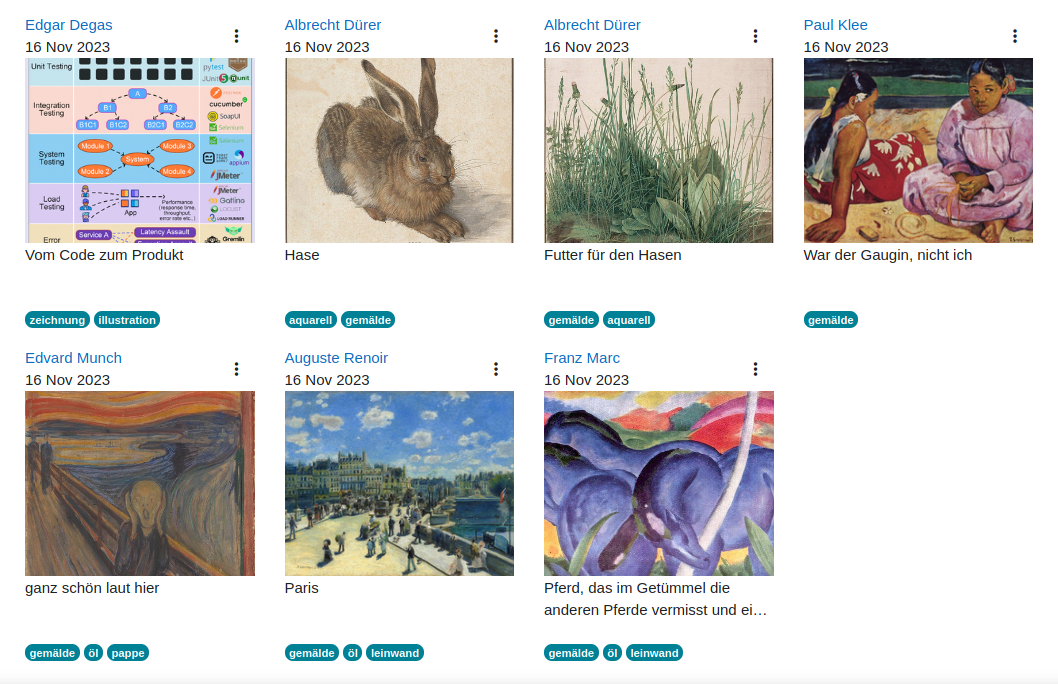 Edgar Degas
16 Nov 2023
Unit Testing
pytest
JUnit 5
Integration
Testing
A
B1
B2
B1C1
B1C2
B2C1
B2C2
cucumber
SoapUI
Selenium
System
Testing
Module 1
Module 3
System
Module 2
Module 4
Selenium
appium
JMeter
Load
Testing
App
Performance
(response time,
throughput,
error rate etc.,)
JMeter
Gatling
LOCUST
LOAD RUNNER
Error
Service A
Latency Assault
Gremlin
Vom Code zum Produkt
zeichnung
illustration
Albrecht Dürer
16 Nov 2023
Hase
aquarell
gemälde
Albrecht Dürer
16 Nov 2023
Futter für den Hasen
gemälde
aquarell
Paul Klee
16 Nov 2023
War der Gaugin, nicht ich
gemälde
Edvard Munch
16 Nov 2023
ganz schön laut hier
gemälde
öl
pappe
Auguste Renoir
16 Nov 2023
Paris
gemälde
öl
leinwand
Franz Marc
16 Nov 2023
Pferd, das im Getümmel die
anderen Pferde vermisst und ei…
gemälde
öl
leinwand